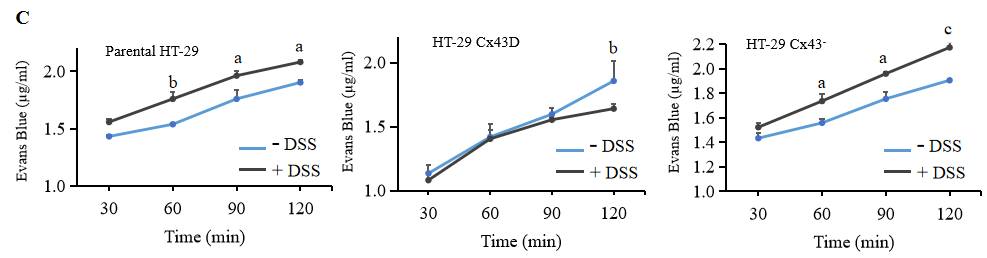 C
Parental HT-29
Evans Blue (µg/ml)
2.0
1.5
1.0
b
a
a
– DSS
+ DSS
30 60 90 120
Time (min)
HT-29 Cx43D
Evans Blue (µg/ml)
2.0
1.5
1.0
b
– DSS
+ DSS
30 60 90 120
Time (min)
HT-29 Cx43-
Evans Blue (µg/ml)
2.2
2.0
1.8
1.6
1.4
1.2
1.0
a
a
c
– DSS
+ DSS
30 60 90 120
Time (min)